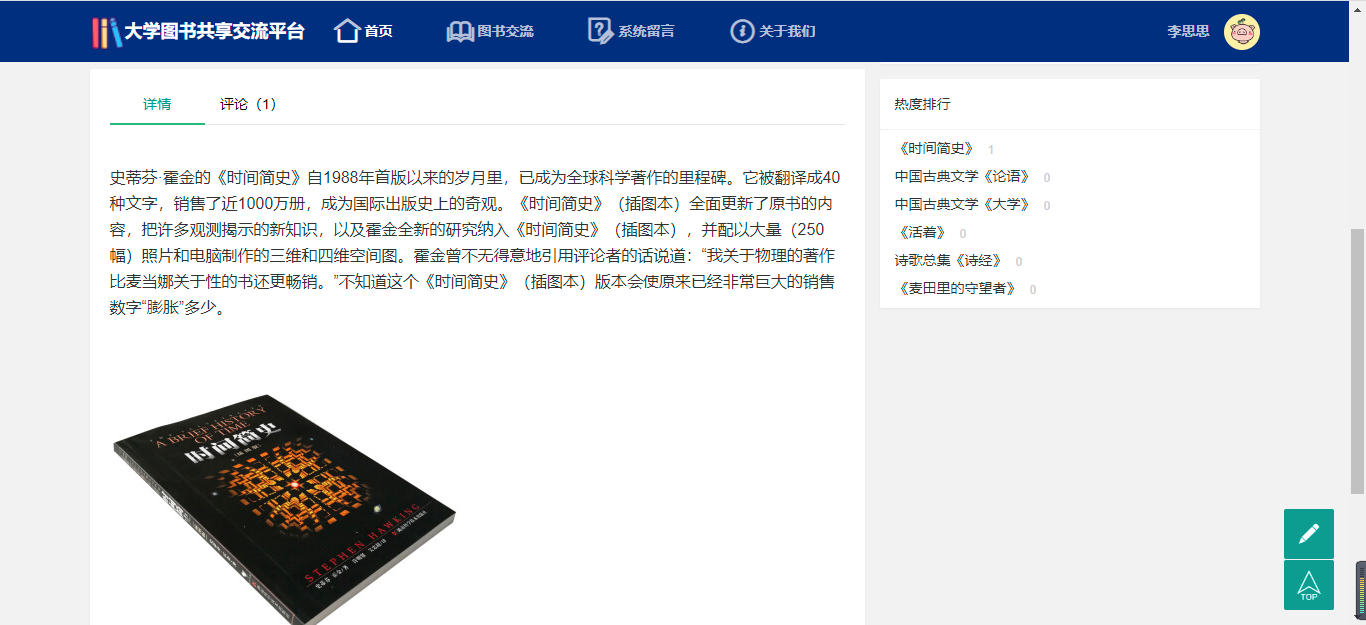 大学图书共享交流平台 首页 图书交流 系统留言 关于我们 李思思
详情 评论（1）
史蒂芬·霍金的《时间简史》自1988年首版以来的岁月里，已成为全球科学著作的里程碑。它被翻译成40
种文字，销售了近1000万册，成为国际出版史上的奇观。《时间简史》（插图本）全面更新了原书的内
容，把许多观测揭示的新知识，以及霍金全新的研究纳入《时间简史》（插图本），并配以大量（250
幅）照片和电脑制作的三维和四维空间图。霍金曾不无得意地引用评论者的话说道：“我关于物理的著作
比麦当娜关于性的书还更畅销。”不知道这个《时间简史》（插图本）版本会使原来已经非常巨大的销售
数字“膨胀”多少。
A BRIEF HISTORY
OF TIME
时间简史
STEPHEN HAWKING
热度排行
《时间简史》 1
中国古典文学《论语》 0
中国古典文学《大学》 0
《活着》 0
诗歌总集《诗经》 0
《麦田里的守望者》 0
TOP